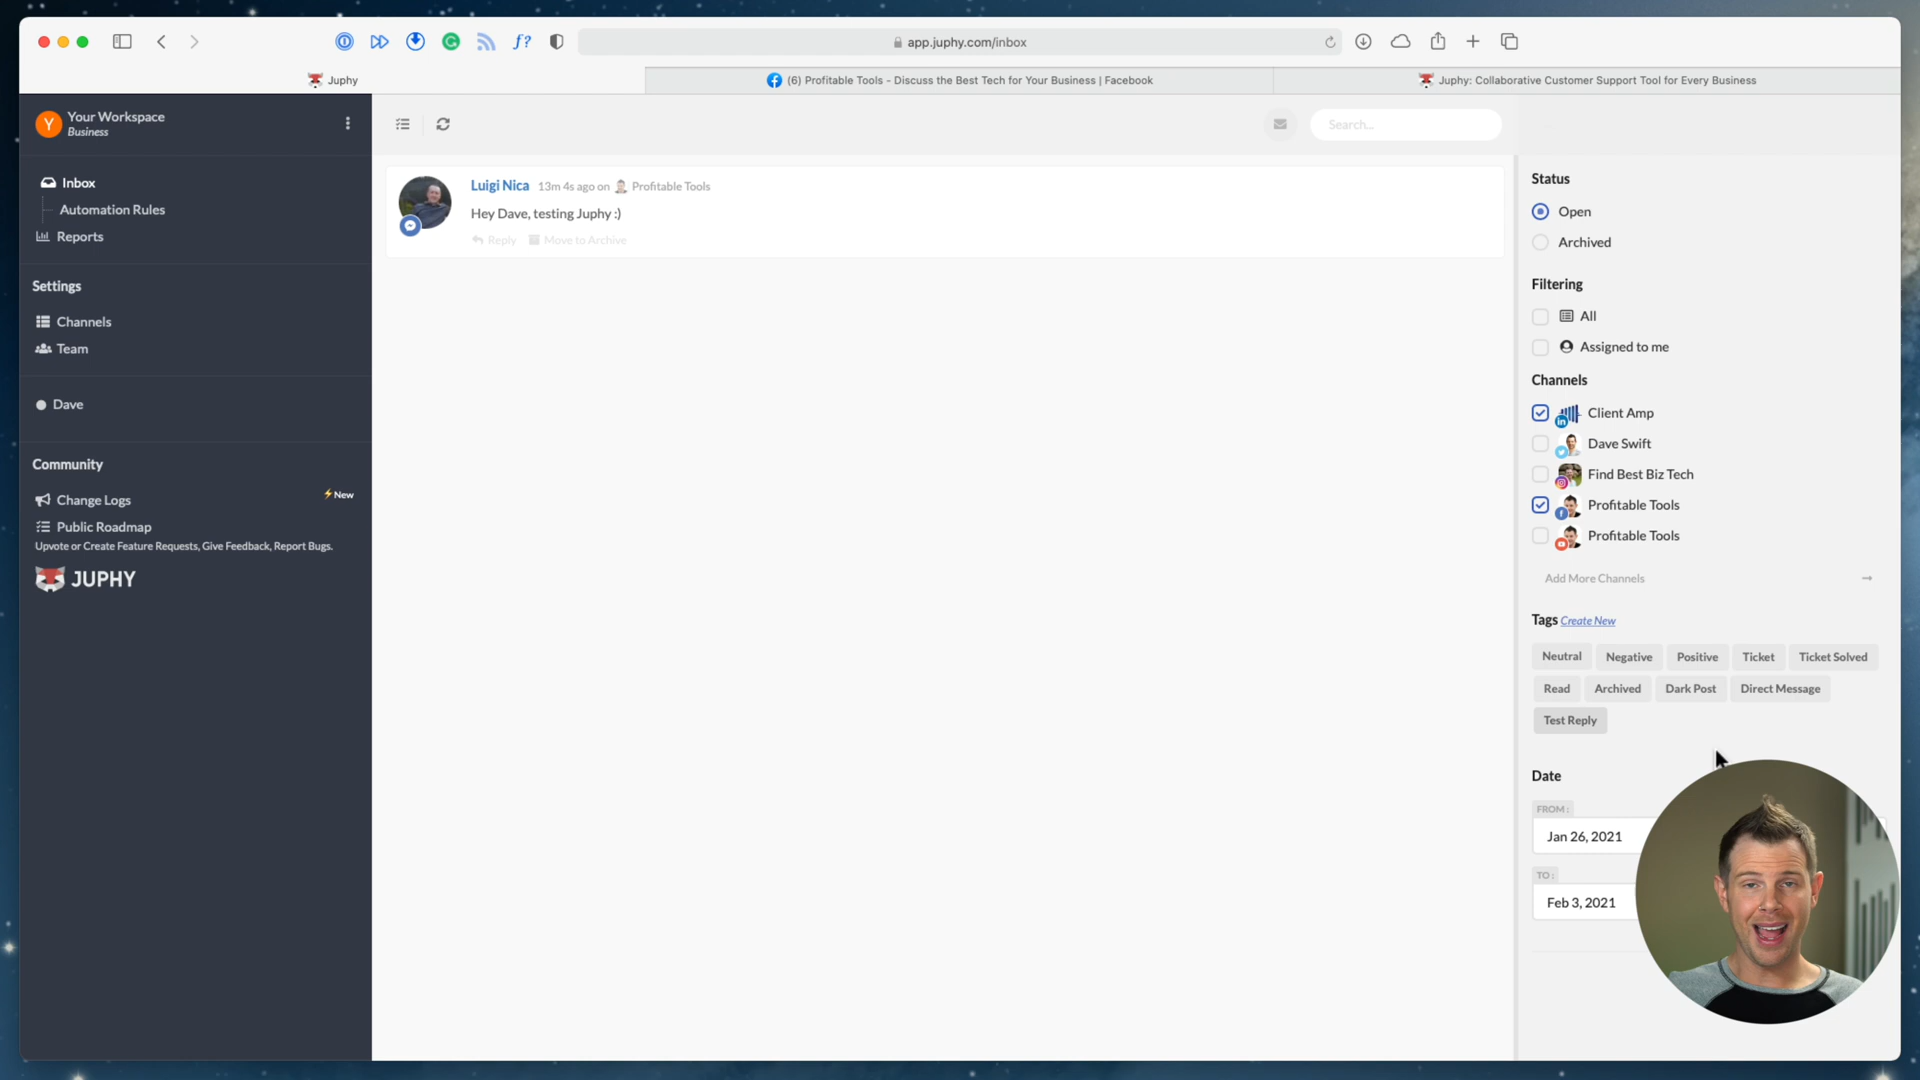 app.juphy.com/inbox
Juphy
(6) Profitable Tools - Discuss the Best Tech for Your Business | Facebook
Juphy: Collaborative Customer Support Tool for Every Business
Y
Your Workspace
Business
Inbox
Automation Rules
Reports
Settings
Channels
Team
Dave
Community
Change Logs
⚡New
Public Roadmap
Upvote or Create Feature Requests, Give Feedback, Report Bugs.
JUPHY
Search...
Luigi Nica 13m 4s ago on Profitable Tools
Hey Dave, testing Juphy :)
Reply Move to Archive
Status
Open
Archived
Filtering
All
Assigned to me
Channels
Client Amp
Dave Swift
Find Best Biz Tech
Profitable Tools
Profitable Tools
Add More Channels →
Tags Create New
Neutral Negative Positive Ticket Ticket Solved
Read Archived Dark Post Direct Message
Test Reply
Date
FROM :
Jan 26, 2021
TO :
Feb 3, 2021